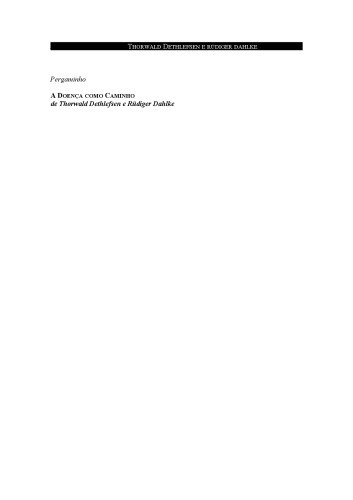 THORWALD DETHLEFSEN E RÜDIGER DAHLKE
Pergaminho
A DOENÇA COMO CAMINHO
de Thorwald Dethlefsen e Rüdiger Dahlke